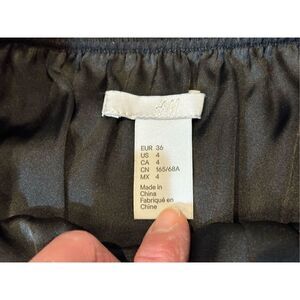 H&M
EUR 36
US 4
CA 4
CN 165/68A
MX 4
Made in
China
Fabriqué en
Chine